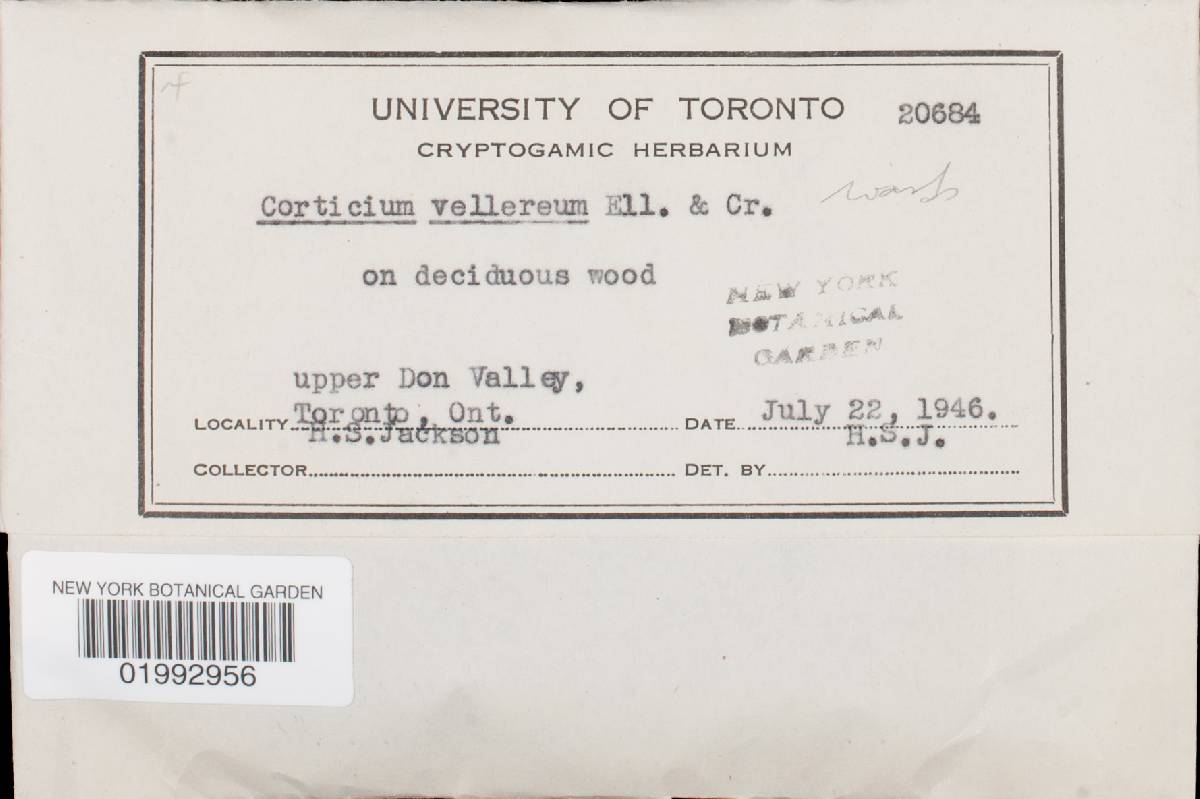 UNIVERSITY OF TORONTO 20684
CRYPTOGAMIC HERBARIUM
Corticium vellereum Ell. & Cr.
on deciduous wood
NEW YORK
BOTANICAL
GARDEN
upper Don Valley,
LOCALITY Toronto, Ont. DATE July 22, 1946.
H.S.Jackson H.S.J.
COLLECTOR DET. BY
NEW YORK BOTANICAL GARDEN
01992956